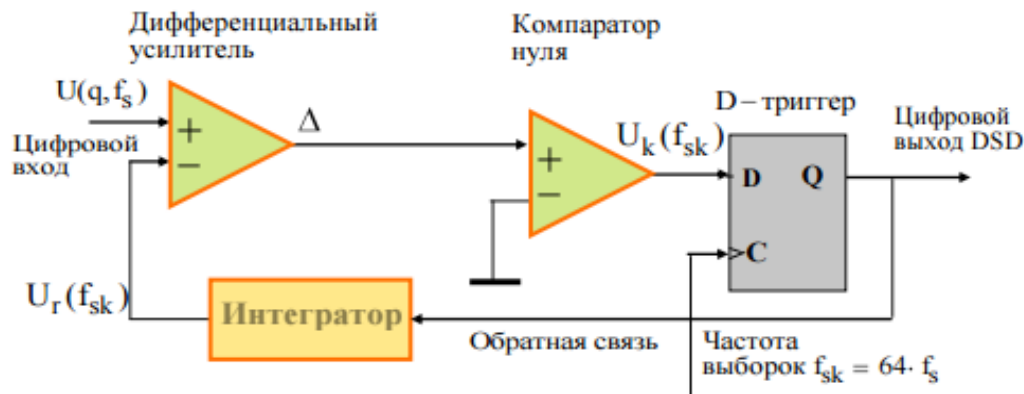 Дифференциальный
усилитель
Компаратор
нуля
U(q,fₛ)
Цифровой
вход
+
−
Δ
+
−
Uₖ(fₛₖ)
D – триггер
D Q
C
Цифровой
выход DSD
Uᵣ(fₛₖ)
Интегратор
Обратная связь
Частота
выборок fₛₖ = 64· fₛ